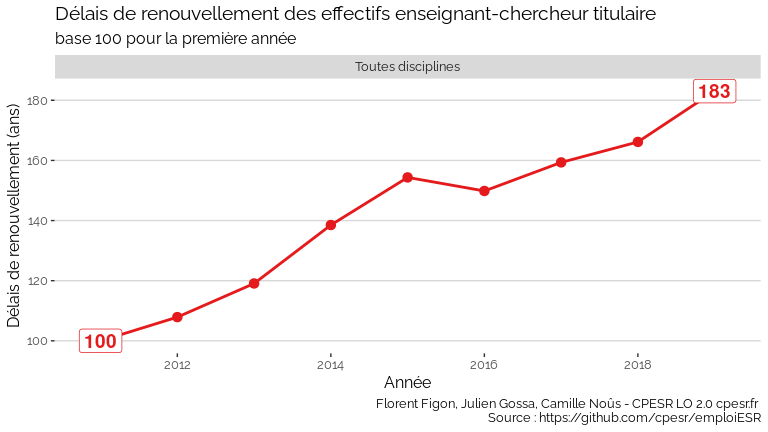 Délais de renouvellement des effectifs enseignant-chercheur titulaire
base 100 pour la première année
Toutes disciplines
Délais de renouvellement (ans)
180
160
140
120
100
183
100
2012
2014
2016
2018
Année
Florent Figon, Julien Gossa, Camille Noûs - CPESR LO 2.0 cpesr.fr
Source : https://github.com/cpesr/emploiESR